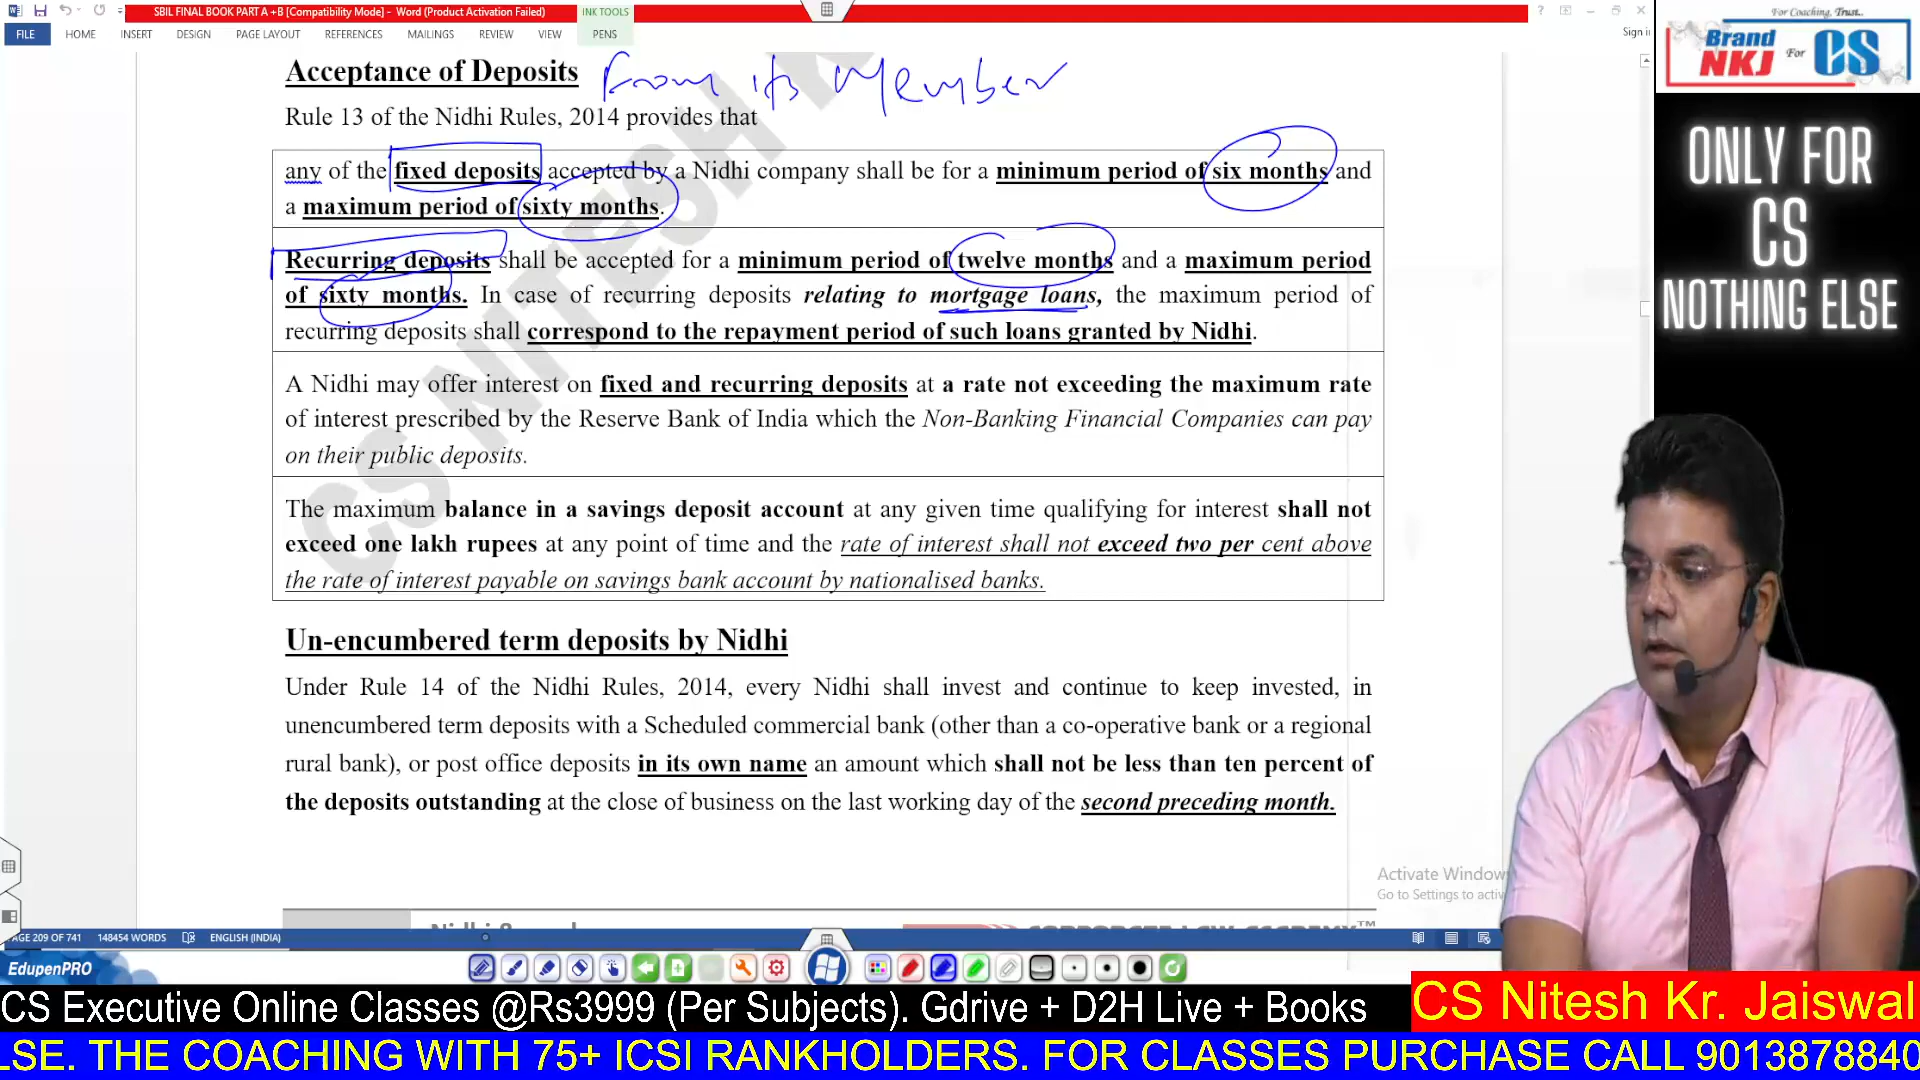 SBIL FINAL BOOK PART A +B [Compatibility Mode] - Word (Product Activation Failed)
INK TOOLS
FILE HOME INSERT DESIGN PAGE LAYOUT REFERENCES MAILINGS REVIEW VIEW PENS
Sign in
For Coaching, Trust..
Brand NKJ For CS
Acceptance of Deposits From its Member
Rule 13 of the Nidhi Rules, 2014 provides that
any of the fixed deposits accepted by a Nidhi company shall be for a minimum period of six months and
a maximum period of sixty months.
Recurring deposits shall be accepted for a minimum period of twelve months and a maximum period
of sixty months. In case of recurring deposits relating to mortgage loans, the maximum period of
recurring deposits shall correspond to the repayment period of such loans granted by Nidhi.
A Nidhi may offer interest on fixed and recurring deposits at a rate not exceeding the maximum rate
of interest prescribed by the Reserve Bank of India which the Non-Banking Financial Companies can pay
on their public deposits.
The maximum balance in a savings deposit account at any given time qualifying for interest shall not
exceed one lakh rupees at any point of time and the rate of interest shall not exceed two per cent above
the rate of interest payable on savings bank account by nationalised banks.
Un-encumbered term deposits by Nidhi
Under Rule 14 of the Nidhi Rules, 2014, every Nidhi shall invest and continue to keep invested, in
unencumbered term deposits with a Scheduled commercial bank (other than a co-operative bank or a regional
rural bank), or post office deposits in its own name an amount which shall not be less than ten percent of
the deposits outstanding at the close of business on the last working day of the second preceding month.
CS NITESH K
ONLY FOR
CS
NOTHING ELSE
Activate Window
Go to Settings to activ
PAGE 209 OF 741 148454 WORDS ENGLISH (INDIA)
EdupenPRO
CS Executive Online Classes @Rs3999 (Per Subjects). Gdrive + D2H Live + Books
CS Nitesh Kr. Jaiswal
LSE. THE COACHING WITH 75+ ICSI RANKHOLDERS. FOR CLASSES PURCHASE CALL 9013878840